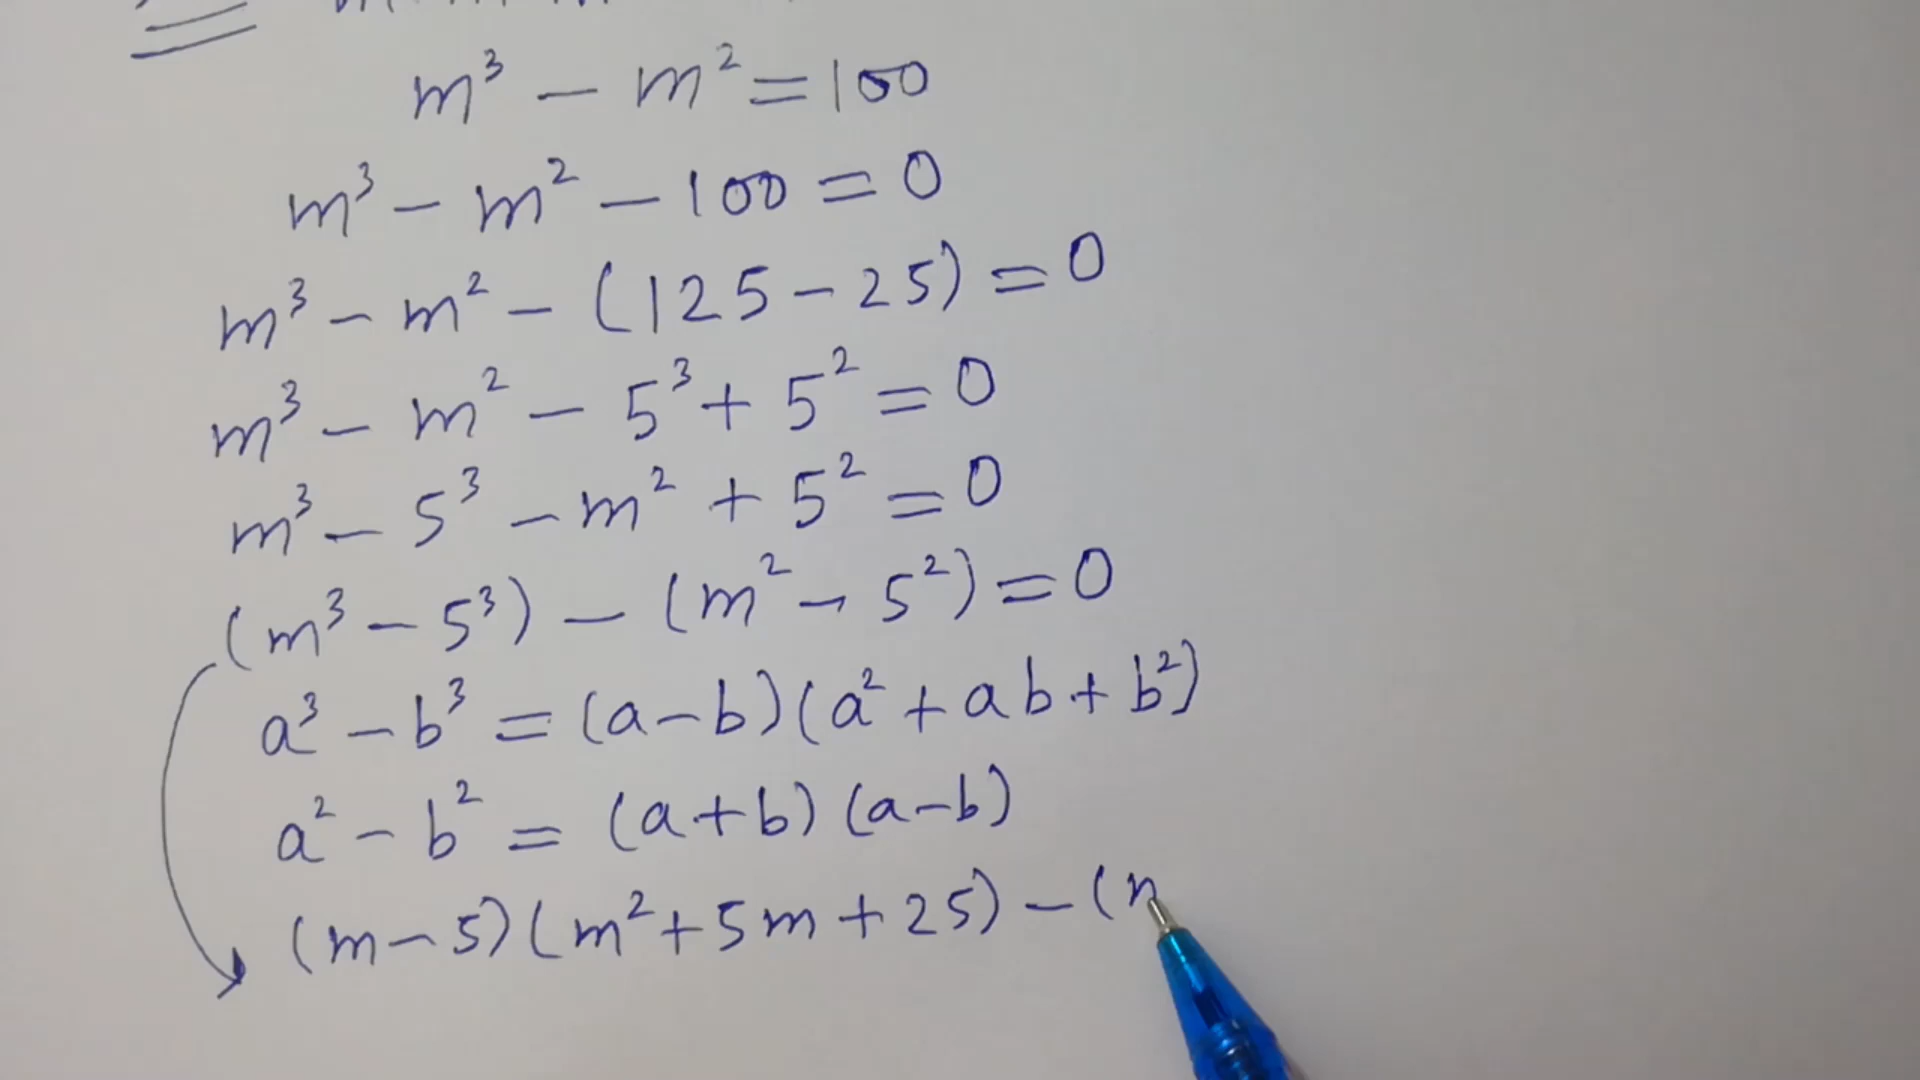 m³ - m² = 100
m³ - m² - 100 = 0
m³ - m² - (125 - 25) = 0
m³ - m² - 5³ + 5² = 0
m³ - 5³ - m² + 5² = 0
(m³ - 5³) - (m² - 5²) = 0
a³ - b³ = (a - b)(a² + ab + b²)
a² - b² = (a + b)(a - b)
(m - 5)(m² + 5m + 25) - (